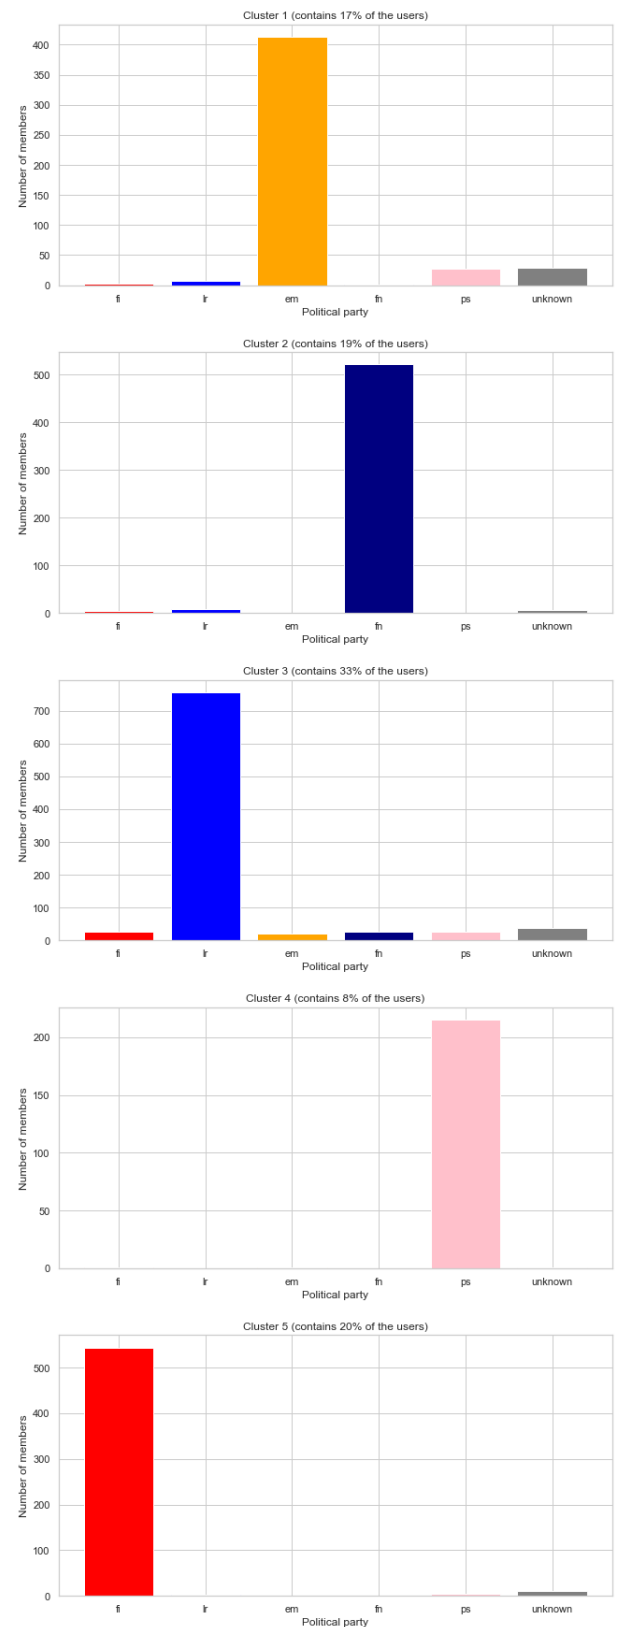 Cluster 1 (contains 17% of the users)
400
350
300
250
200
150
100
50
0
Number of members
fi lr em fn ps unknown
Political party
Cluster 2 (contains 19% of the users)
500
400
300
200
100
0
Number of members
fi lr em fn ps unknown
Political party
Cluster 3 (contains 33% of the users)
700
600
500
400
300
200
100
0
Number of members
fi lr em fn ps unknown
Political party
Cluster 4 (contains 8% of the users)
200
150
100
50
0
Number of members
fi lr em fn ps unknown
Political party
Cluster 5 (contains 20% of the users)
500
400
300
200
100
0
Number of members
fi lr em fn ps unknown
Political party